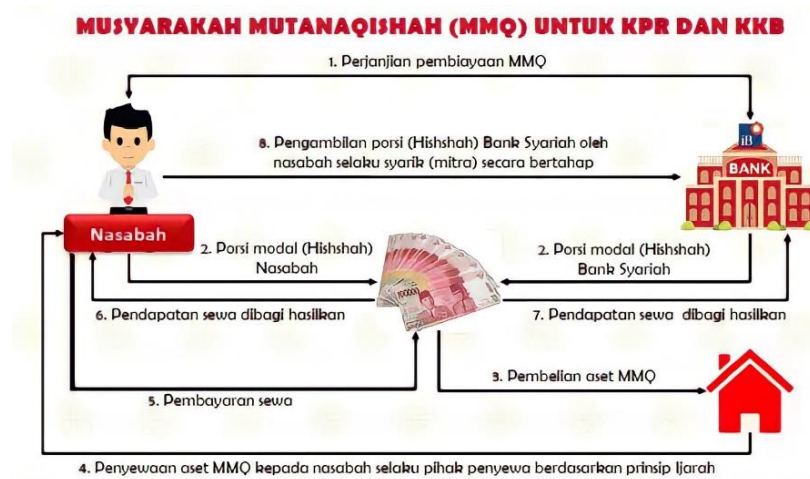 MUSYARAKAH MUTANAQISHAH (MMQ) UNTUK KPR DAN KKB
1. Perjanjian pembiayaan MMQ
8. Pengambilan porsi (Hishshah) Bank Syariah oleh
nasabah selaku syarik (mitra) secara bertahap
iB
BANK
Nasabah
2. Porsi modal (Hishshah)
Nasabah
2. Porsi modal (Hishshah)
Bank Syariah
100000
6. Pendapatan sewa dibagi hasilkan
7. Pendapatan sewa dibagi hasilkan
3. Pembelian aset MMQ
5. Pembayaran sewa
4. Penyewaan aset MMQ kepada nasabah selaku pihak penyewa berdasarkan prinsip Ijarah